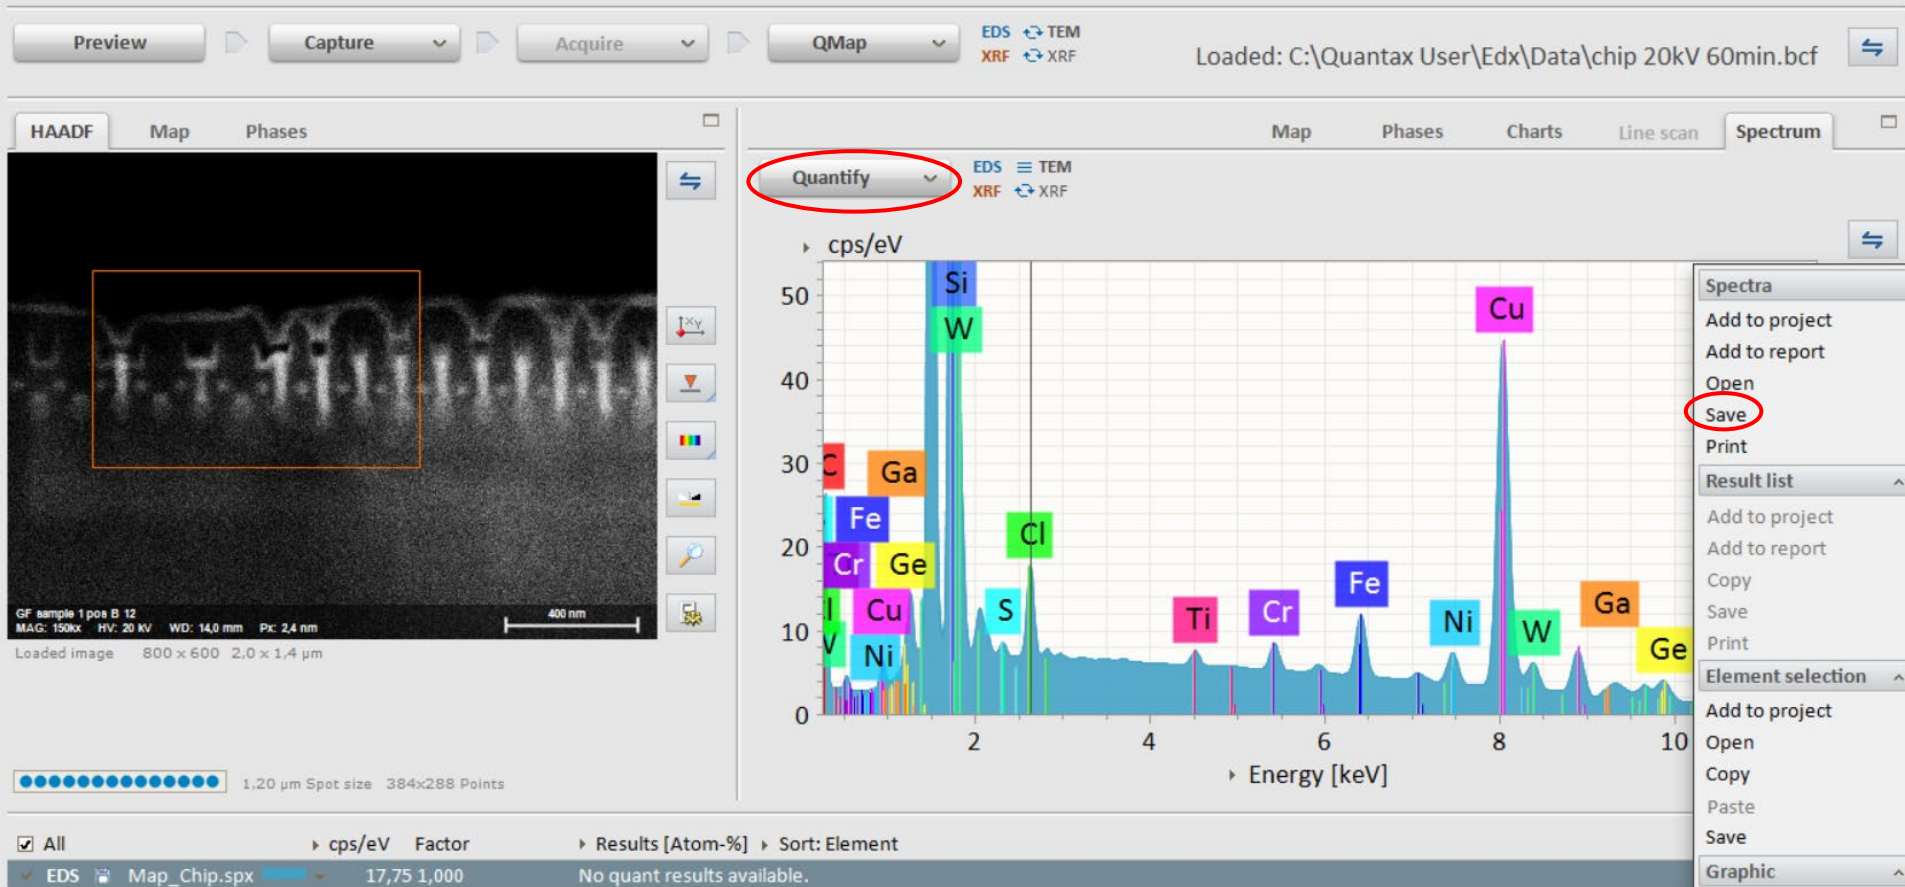 Preview
Capture
Acquire
QMap
EDS TEM
XRF XRF
Loaded: C:\Quantax User\Edx\Data\chip 20kV 60min.bcf
HAADF Map Phases
GF sample 1 pos B 12
MAG: 150kx HV: 20 kV WD: 14,0 mm Px: 2,4 nm
400 nm
Loaded image 800 x 600 2,0 x 1,4 µm
1,20 µm Spot size 384x288 Points
Map Phases Charts Line scan Spectrum
Quantify
EDS TEM
XRF XRF
cps/eV
50
40
30
20
10
0
Si
W
Cu
C
Ga
Fe
Cl
Cr Ge
Cu
S
Ni
Ti
Cr
Fe
Ni
W
Ga
Ge
2 4 6 8 10
Energy [keV]
Spectra
Add to project
Add to report
Open
Save
Print
Result list
Add to project
Add to report
Copy
Save
Print
Element selection
Add to project
Open
Copy
Paste
Save
Graphic
All cps/eV Factor Results [Atom-%] Sort: Element
EDS Map_Chip.spx 17,75 1,000 No quant results available.